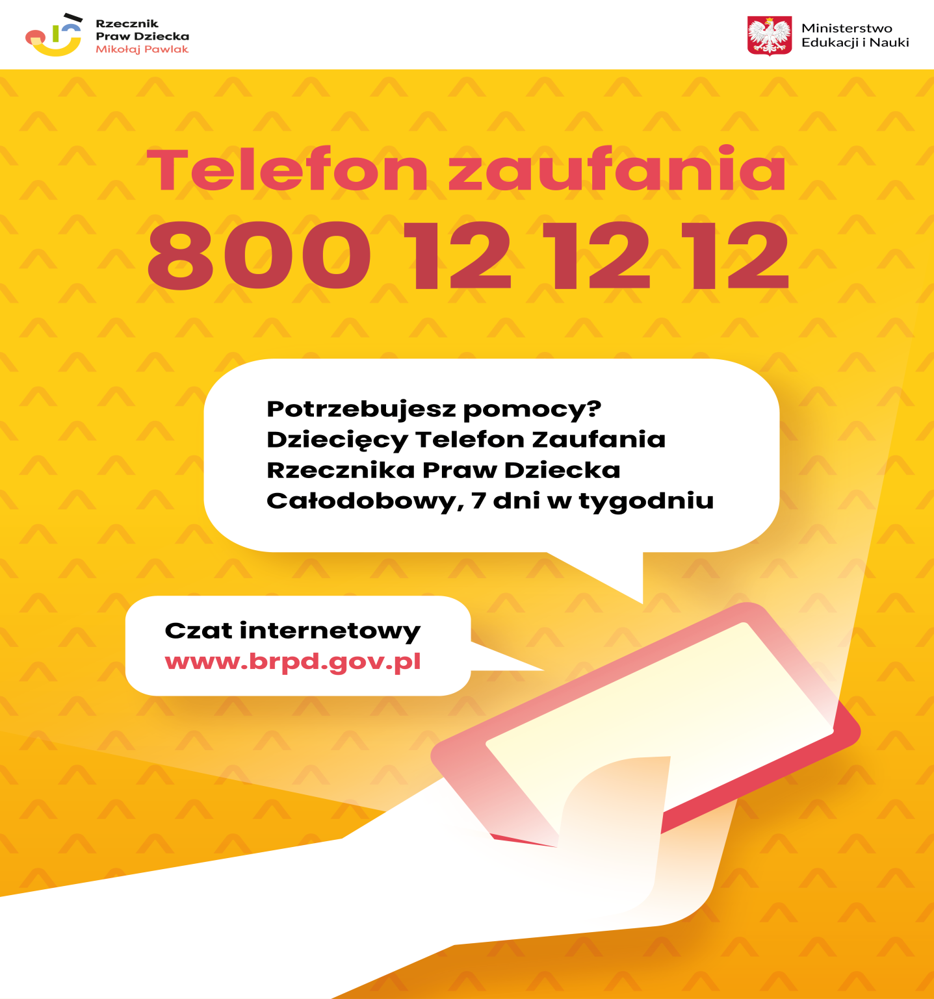 Rzecznik
Praw Dziecka
Mikołaj Pawlak
Ministerstwo
Edukacji i Nauki
Telefon zaufania
800 12 12 12
Potrzebujesz pomocy?
Dziecięcy Telefon Zaufania
Rzecznika Praw Dziecka
Całodobowy, 7 dni w tygodniu
Czat internetowy
www.brpd.gov.pl